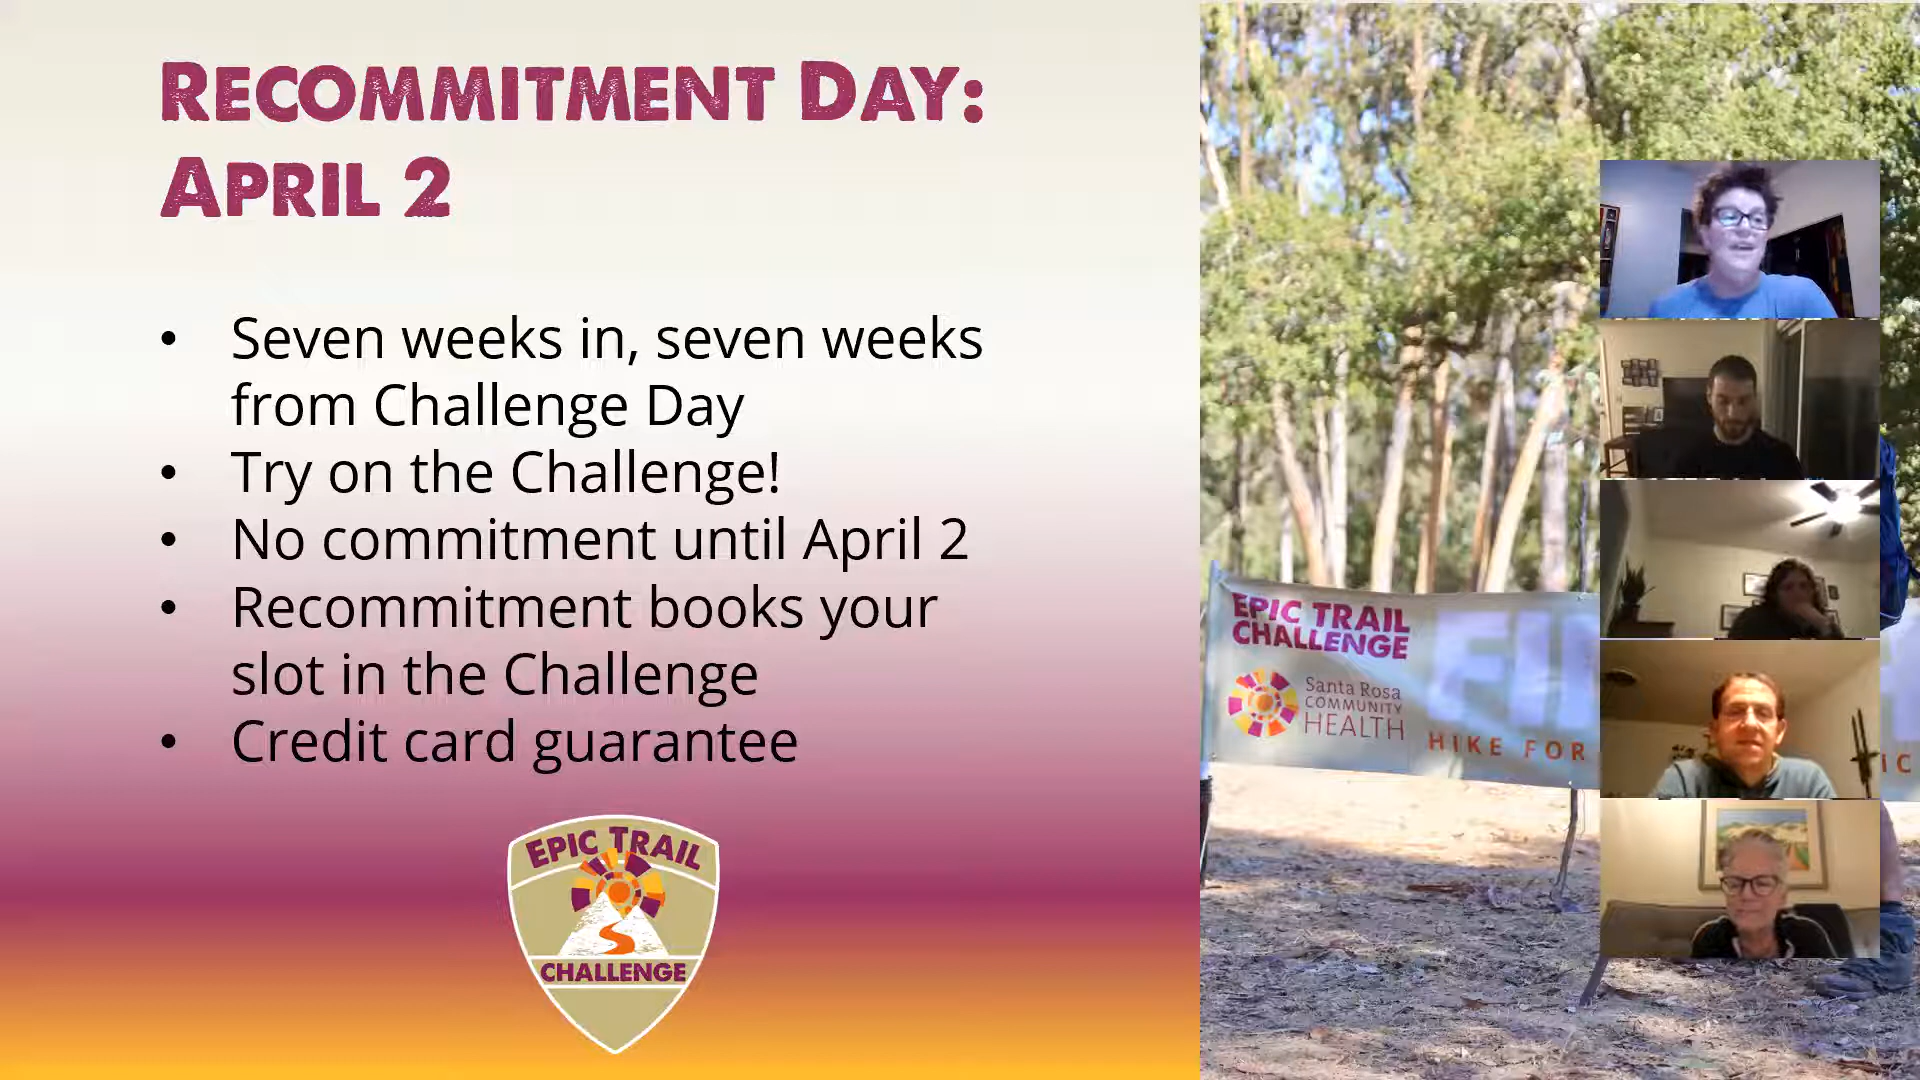 RECOMMITMENT DAY:
APRIL 2
• Seven weeks in, seven weeks
from Challenge Day
• Try on the Challenge!
• No commitment until April 2
• Recommitment books your
slot in the Challenge
• Credit card guarantee
EPIC TRAIL
CHALLENGE
EPIC TRAIL
CHALLENGE
Santa Rosa
COMMUNITY
HEALTH
HIKE FOR